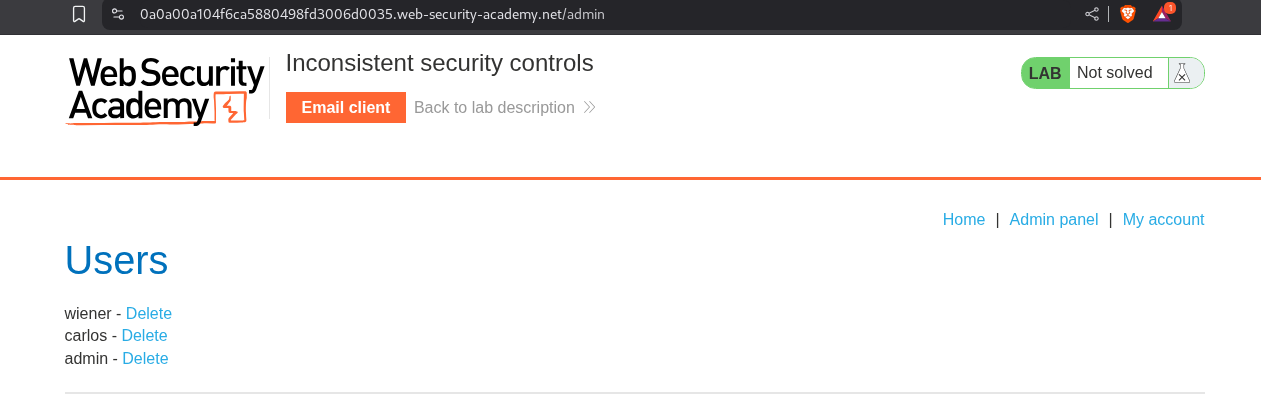 0a0a00a104f6ca5880498fd3006d0035.web-security-academy.net/admin
1
Web Security
Academy
Inconsistent security controls
Email client
Back to lab description
LAB Not solved
Home | Admin panel | My account
Users
wiener - Delete
carlos - Delete
admin - Delete